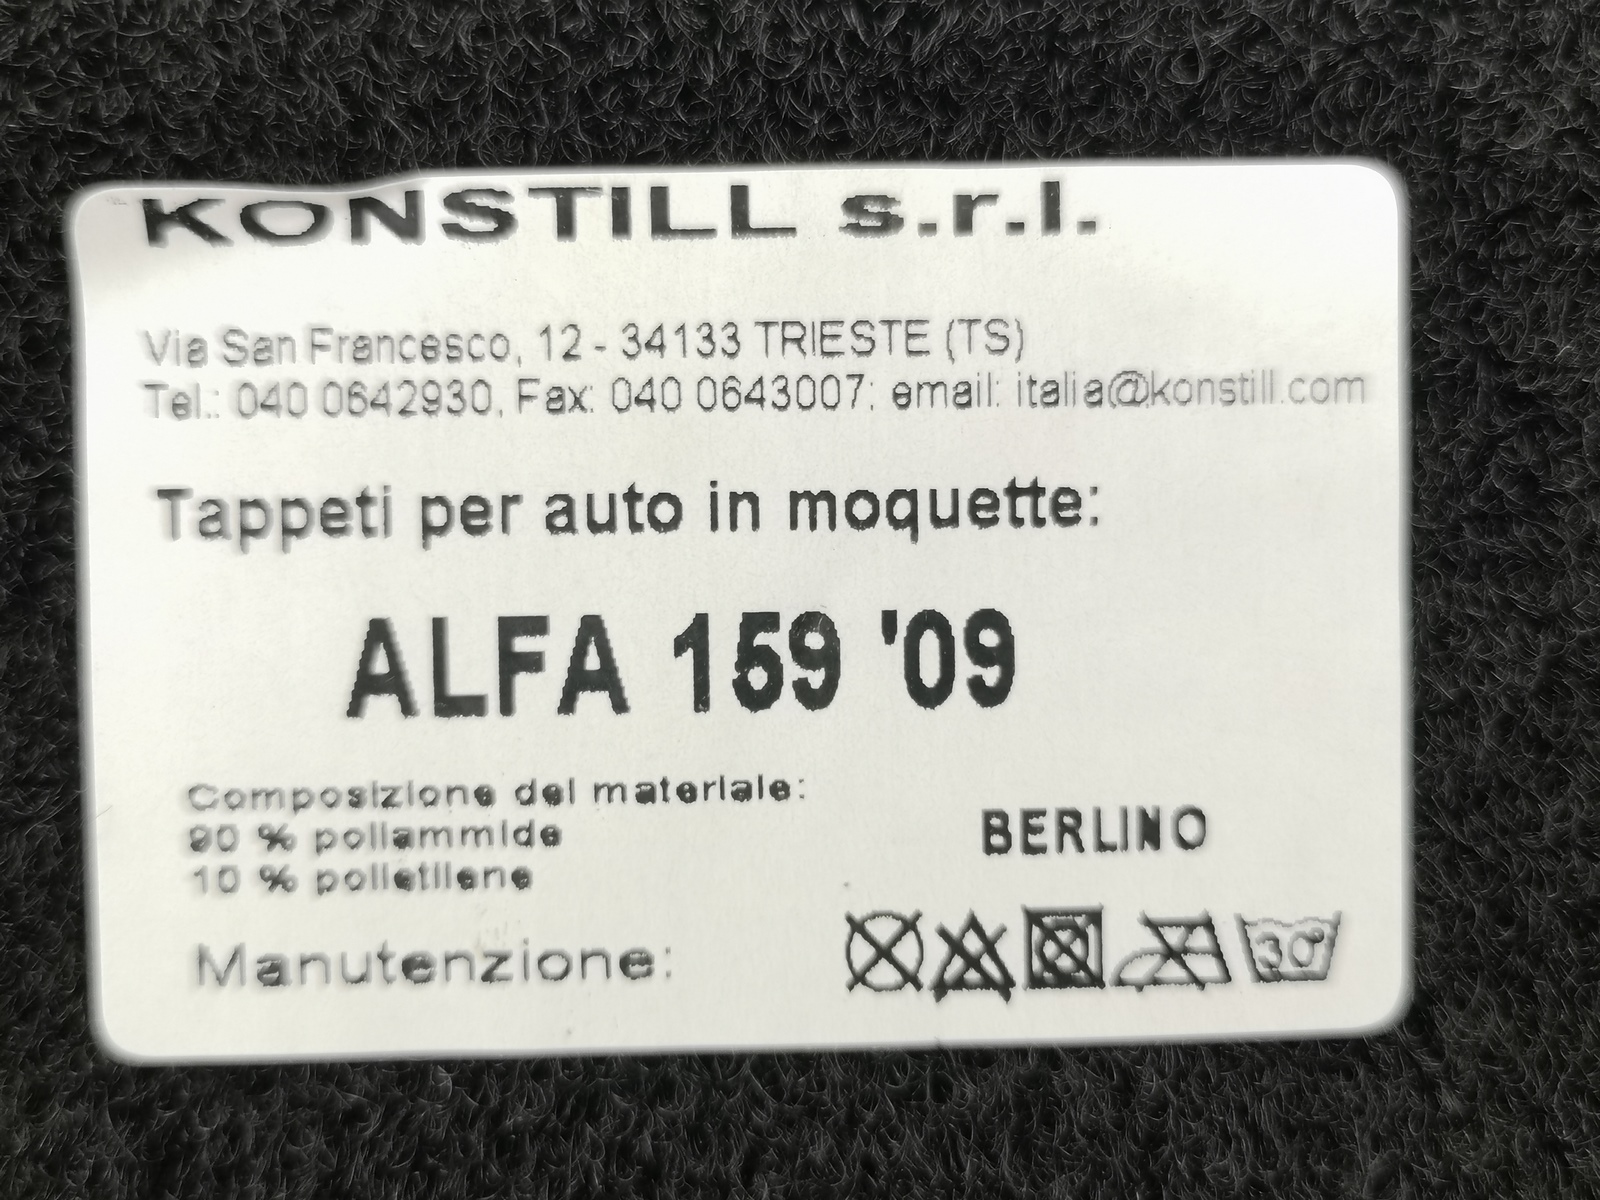 KONSTILL s.r.l.
Via San Francesco, 12 - 34133 TRIESTE (TS)
Tel.: 040 0642930, Fax: 040 0643007; email: italia@konstill.com
Tappeti per auto in moquette:
ALFA 159 '09
Composizione del materiale:
90 % poliammide
10 % polietilene
BERLINO
Manutenzione:
30°